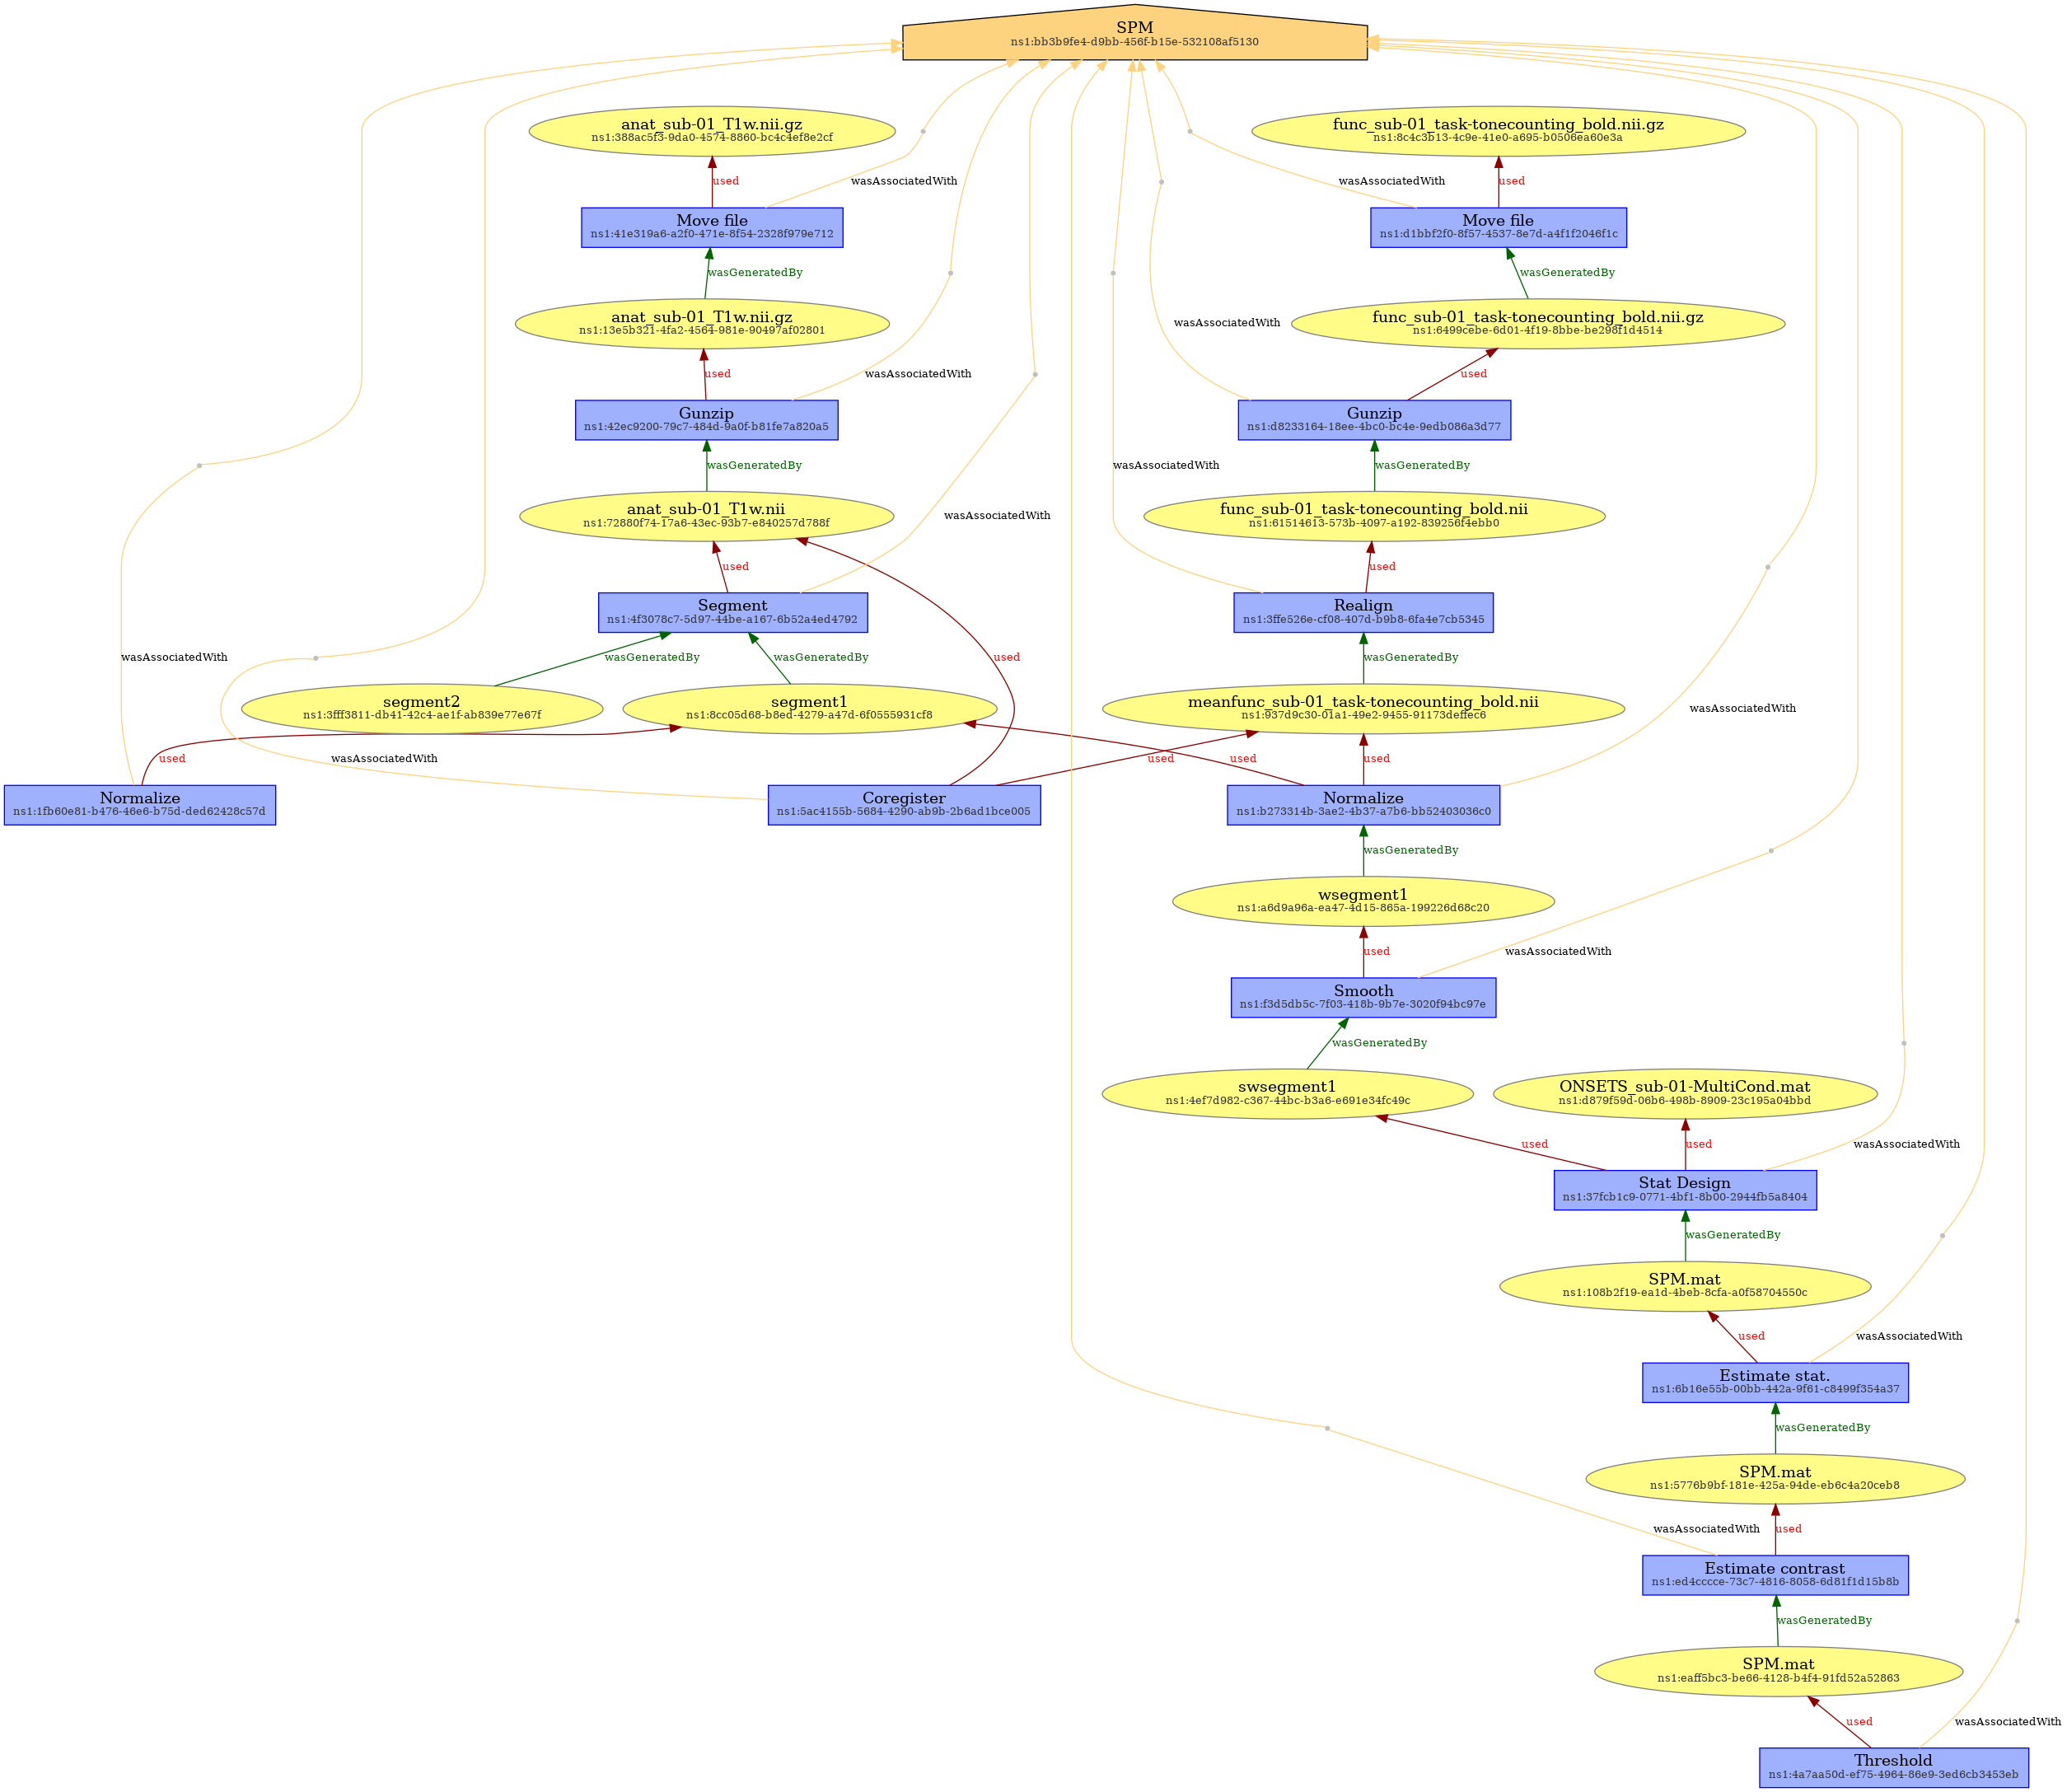 SPM
ns1:bb3b9fe4-d9bb-456f-b15e-532108af5130
anat_sub-01_T1w.nii.gz
ns1:388ac5f3-9da0-4574-8860-bc4c4ef8e2cf
func_sub-01_task-tonecounting_bold.nii.gz
ns1:8c4c3b13-4c9e-41e0-a695-b0506ea60e3a
used
wasAssociatedWith
wasAssociatedWith
used
Move file
ns1:41e319a6-a2f0-471e-8f54-2328f979e712
Move file
ns1:d1bbf2f0-8f57-4537-8e7d-a4f1f2046f1c
wasGeneratedBy
wasGeneratedBy
anat_sub-01_T1w.nii.gz
ns1:13e5b321-4fa2-4564-981e-90497af02801
wasAssociatedWith
func_sub-01_task-tonecounting_bold.nii.gz
ns1:6499cebe-6d01-4f19-8bbe-be298f1d4514
used
wasAssociatedWith
used
Gunzip
ns1:42ec9200-79c7-484d-9a0f-b81fe7a820a5
Gunzip
ns1:d8233164-18ee-4bc0-bc4e-9edb086a3d77
wasGeneratedBy
wasAssociatedWith
wasGeneratedBy
anat_sub-01_T1w.nii
ns1:72880f74-17a6-43ec-93b7-e840257d788f
wasAssociatedWith
func_sub-01_task-tonecounting_bold.nii
ns1:61514613-573b-4097-a192-839256f4ebb0
used
used
Segment
ns1:4f3078c7-5d97-44be-a167-6b52a4ed4792
Realign
ns1:3ffe526e-cf08-407d-b9b8-6fa4e7cb5345
wasAssociatedWith
wasGeneratedBy
wasGeneratedBy
used
wasGeneratedBy
segment2
ns1:3fff3811-db41-42c4-ae1f-ab839e77e67f
segment1
ns1:8cc05d68-b8ed-4279-a47d-6f0555931cf8
meanfunc_sub-01_task-tonecounting_bold.nii
ns1:937d9c30-01a1-49e2-9455-91173deffec6
wasAssociatedWith
used
wasAssociatedWith
used
used
used
Normalize
ns1:1fb60e81-b476-46e6-b75d-ded62428c57d
Coregister
ns1:5ac4155b-5684-4290-ab9b-2b6ad1bce005
Normalize
ns1:b273314b-3ae2-4b37-a7b6-bb52403036c0
wasGeneratedBy
wsegment1
ns1:a6d9a96a-ea47-4d15-865a-199226d68c20
used
wasAssociatedWith
Smooth
ns1:f3d5db5c-7f03-418b-9b7e-3020f94bc97e
wasGeneratedBy
swsegment1
ns1:4ef7d982-c367-44bc-b3a6-e691e34fc49c
ONSETS_sub-01-MultiCond.mat
ns1:d879f59d-06b6-498b-8909-23c195a04bbd
used
used
wasAssociatedWith
Stat Design
ns1:37fcb1c9-0771-4bf1-8b00-2944fb5a8404
wasGeneratedBy
SPM.mat
ns1:108b2f19-ea1d-4beb-8cfa-a0f58704550c
used
wasAssociatedWith
Estimate stat.
ns1:6b16e55b-00bb-442a-9f61-c8499f354a37
wasGeneratedBy
SPM.mat
ns1:5776b9bf-181e-425a-94de-eb6c4a20ceb8
wasAssociatedWith
used
Estimate contrast
ns1:ed4cccce-73c7-4816-8058-6d81f1d15b8b
wasGeneratedBy
SPM.mat
ns1:eaff5bc3-be66-4128-b4f4-91fd52a52863
used
wasAssociatedWith
Threshold
ns1:4a7aa50d-ef75-4964-86e9-3ed6cb3453eb